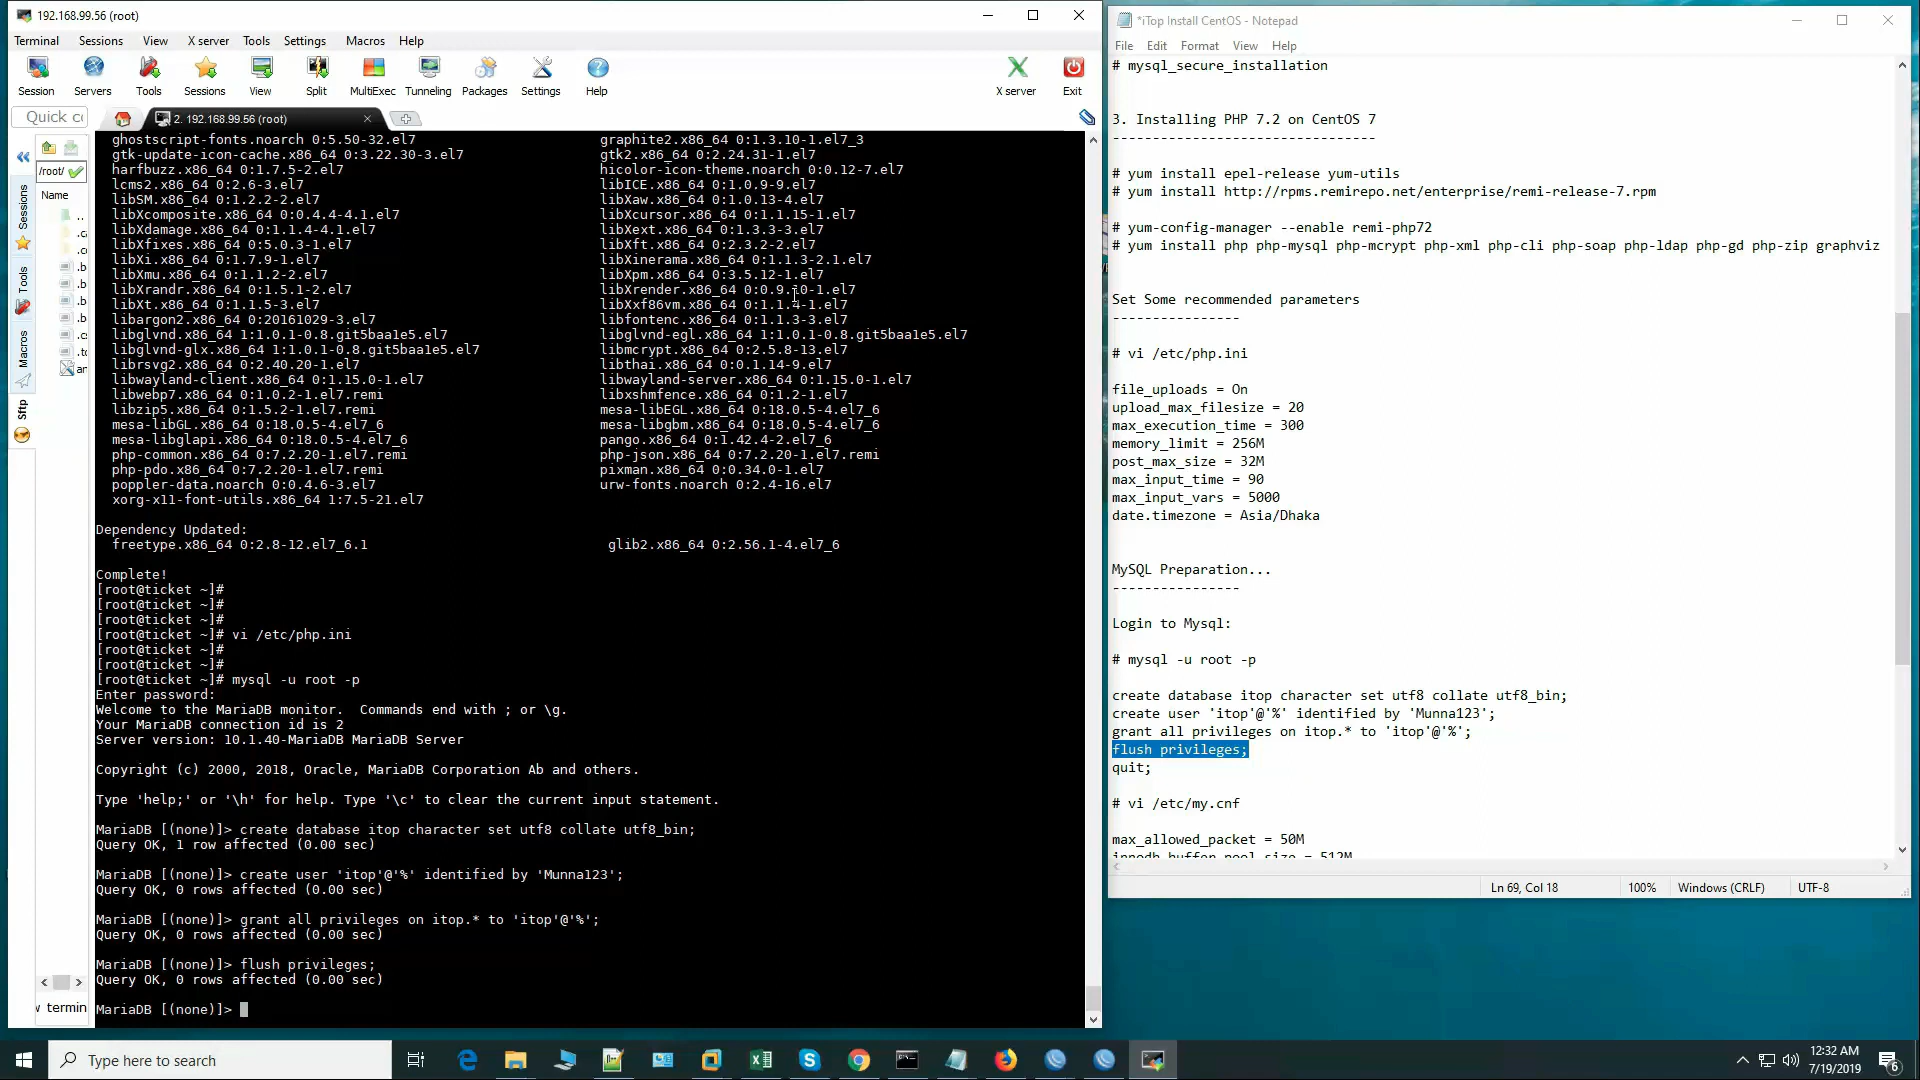 192.168.99.56 (root)
Terminal Sessions View X server Tools Settings Macros Help
Session Servers Tools Sessions View Split MultiExec Tunneling Packages Settings Help X server Exit
2. 192.168.99.56 (root)
/root/
Name
Sessions
Tools
Macros
Sftp
ghostscript-fonts.noarch 0:5.50-32.el7 graphite2.x86_64 0:1.3.10-1.el7_3
gtk-update-icon-cache.x86_64 0:3.22.30-3.el7 gtk2.x86_64 0:2.24.31-1.el7
harfbuzz.x86_64 0:1.7.5-2.el7 hicolor-icon-theme.noarch 0:0.12-7.el7
lcms2.x86_64 0:2.6-3.el7 libICE.x86_64 0:1.0.9-9.el7
libSM.x86_64 0:1.2.2-2.el7 libXaw.x86_64 0:1.0.13-4.el7
libXcomposite.x86_64 0:0.4.4-4.1.el7 libXcursor.x86_64 0:1.1.15-1.el7
libXdamage.x86_64 0:1.1.4-4.1.el7 libXext.x86_64 0:1.3.3-3.el7
libXfixes.x86_64 0:5.0.3-1.el7 libXft.x86_64 0:2.3.2-2.el7
libXi.x86_64 0:1.7.9-1.el7 libXinerama.x86_64 0:1.1.3-2.1.el7
libXmu.x86_64 0:1.1.2-2.el7 libXpm.x86_64 0:3.5.12-1.el7
libXrandr.x86_64 0:1.5.1-2.el7 libXrender.x86_64 0:0.9.10-1.el7
libXt.x86_64 0:1.1.5-3.el7 libXxf86vm.x86_64 0:1.1.4-1.el7
libargon2.x86_64 0:20161029-3.el7 libfontenc.x86_64 0:1.1.3-3.el7
libglvnd.x86_64 1:1.0.1-0.8.git5baa1e5.el7 libglvnd-egl.x86_64 1:1.0.1-0.8.git5baa1e5.el7
libglvnd-glx.x86_64 1:1.0.1-0.8.git5baa1e5.el7 libmcrypt.x86_64 0:2.5.8-13.el7
librsvg2.x86_64 0:2.40.20-1.el7 libthai.x86_64 0:0.1.14-9.el7
libwayland-client.x86_64 0:1.15.0-1.el7 libwayland-server.x86_64 0:1.15.0-1.el7
libwebp7.x86_64 0:1.0.2-1.el7.remi libxshmfence.x86_64 0:1.2-1.el7
libzip5.x86_64 0:1.5.2-1.el7.remi mesa-libEGL.x86_64 0:18.0.5-4.el7_6
mesa-libGL.x86_64 0:18.0.5-4.el7_6 mesa-libgbm.x86_64 0:18.0.5-4.el7_6
mesa-libglapi.x86_64 0:18.0.5-4.el7_6 pango.x86_64 0:1.42.4-2.el7_6
php-common.x86_64 0:7.2.20-1.el7.remi php-json.x86_64 0:7.2.20-1.el7.remi
php-pdo.x86_64 0:7.2.20-1.el7.remi pixman.x86_64 0:0.34.0-1.el7
poppler-data.noarch 0:0.4.6-3.el7 urw-fonts.noarch 0:2.4-16.el7
xorg-x11-font-utils.x86_64 1:7.5-21.el7
Dependency Updated:
freetype.x86_64 0:2.8-12.el7_6.1 glib2.x86_64 0:2.56.1-4.el7_6
Complete!
[root@ticket ~]#
[root@ticket ~]#
[root@ticket ~]#
[root@ticket ~]# vi /etc/php.ini
[root@ticket ~]#
[root@ticket ~]#
[root@ticket ~]# mysql -u root -p
Enter password:
Welcome to the MariaDB monitor.  Commands end with ; or \g.
Your MariaDB connection id is 2
Server version: 10.1.40-MariaDB MariaDB Server
Copyright (c) 2000, 2018, Oracle, MariaDB Corporation Ab and others.
Type 'help;' or '\h' for help. Type '\c' to clear the current input statement.
MariaDB [(none)]> create database itop character set utf8 collate utf8_bin;
Query OK, 1 row affected (0.00 sec)
MariaDB [(none)]> create user 'itop'@'%' identified by 'Munna123';
Query OK, 0 rows affected (0.00 sec)
MariaDB [(none)]> grant all privileges on itop.* to 'itop'@'%';
Query OK, 0 rows affected (0.00 sec)
MariaDB [(none)]> flush privileges;
Query OK, 0 rows affected (0.00 sec)
MariaDB [(none)]>
*iTop Install CentOS - Notepad
File Edit Format View Help
# mysql_secure_installation
3. Installing PHP 7.2 on CentOS 7
---------------------------------
# yum install epel-release yum-utils
# yum install http://rpms.remirepo.net/enterprise/remi-release-7.rpm
# yum-config-manager --enable remi-php72
# yum install php php-mysql php-mcrypt php-xml php-cli php-soap php-ldap php-gd php-zip graphviz
Set Some recommended parameters
----------------
# vi /etc/php.ini
file_uploads = On
upload_max_filesize = 20
max_execution_time = 300
memory_limit = 256M
post_max_size = 32M
max_input_time = 90
max_input_vars = 5000
date.timezone = Asia/Dhaka
MySQL Preparation...
----------------
Login to Mysql:
# mysql -u root -p
create database itop character set utf8 collate utf8_bin;
create user 'itop'@'%' identified by 'Munna123';
grant all privileges on itop.* to 'itop'@'%';
flush privileges;
quit;
# vi /etc/my.cnf
max_allowed_packet = 50M
innodb_buffer_pool_size = 512M
Ln 69, Col 18 100% Windows (CRLF) UTF-8
Type here to search
12:32 AM
7/19/2019
6